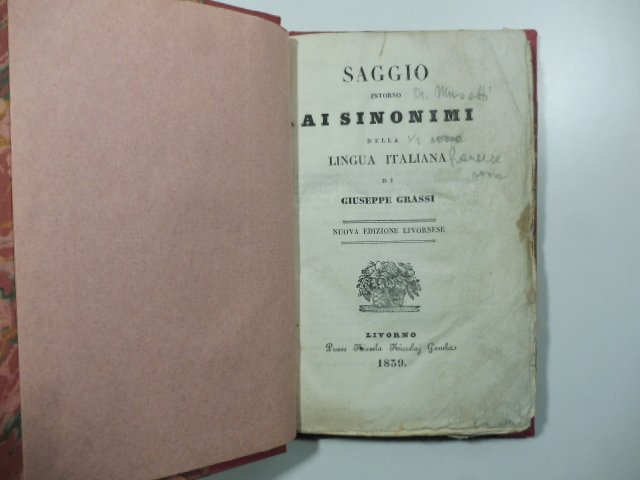 SAGGIO
INTORNO
AI SINONIMI
DELLA
LINGUA ITALIANA
DI
GIUSEPPE GRASSI
NUOVA EDIZIONE LIVORNESE
LIVORNO
1839.